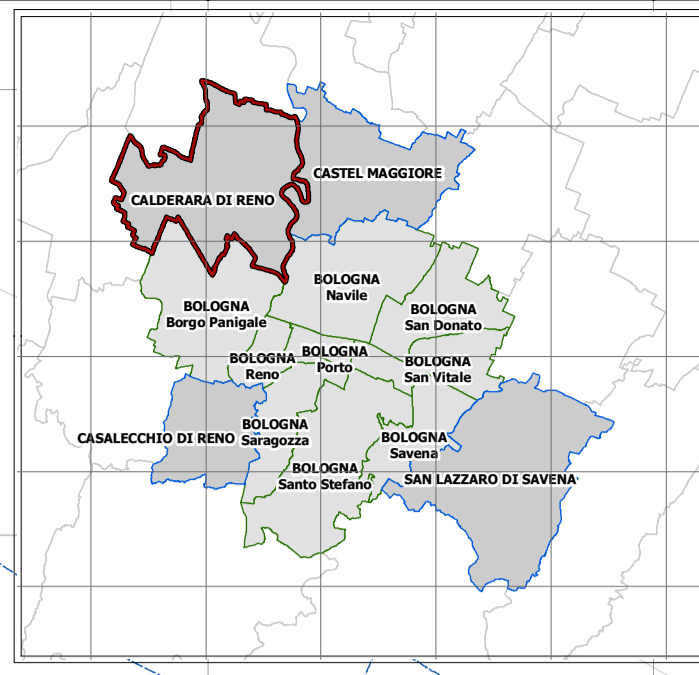 CASTEL MAGGIORE
CALDERARA DI RENO
BOLOGNA
Navile
BOLOGNA
Borgo Panigale
BOLOGNA
San Donato
BOLOGNA
Reno
BOLOGNA
Porto
BOLOGNA
San Vitale
CASALECCHIO DI RENO
BOLOGNA
Saragozza
BOLOGNA
Savena
BOLOGNA
Santo Stefano
SAN LAZZARO DI SAVENA